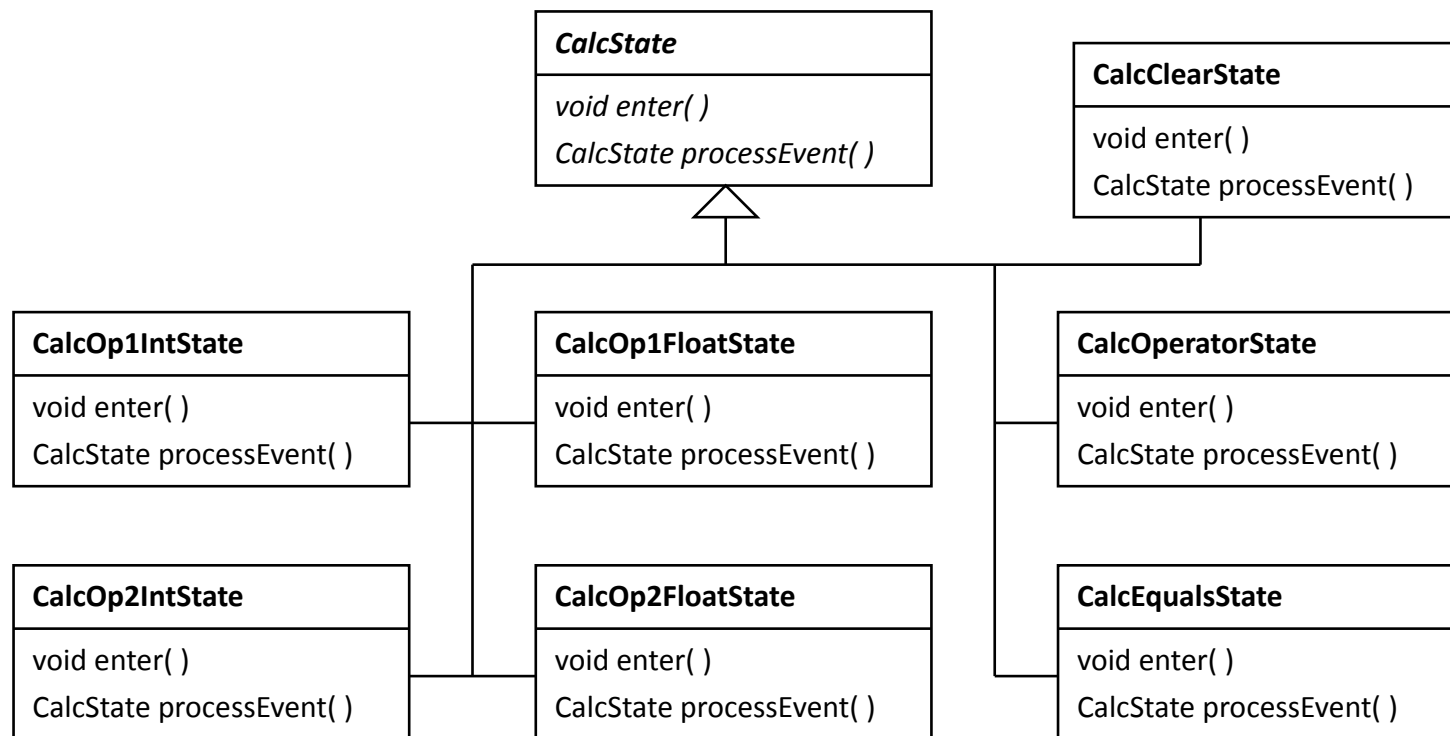 CalcState
void enter( )
CalcState processEvent( )
CalcClearState
void enter( )
CalcState processEvent( )
CalcOp1IntState
void enter( )
CalcState processEvent( )
CalcOp1FloatState
void enter( )
CalcState processEvent( )
CalcOperatorState
void enter( )
CalcState processEvent( )
CalcOp2IntState
void enter( )
CalcState processEvent( )
CalcOp2FloatState
void enter( )
CalcState processEvent( )
CalcEqualsState
void enter( )
CalcState processEvent( )